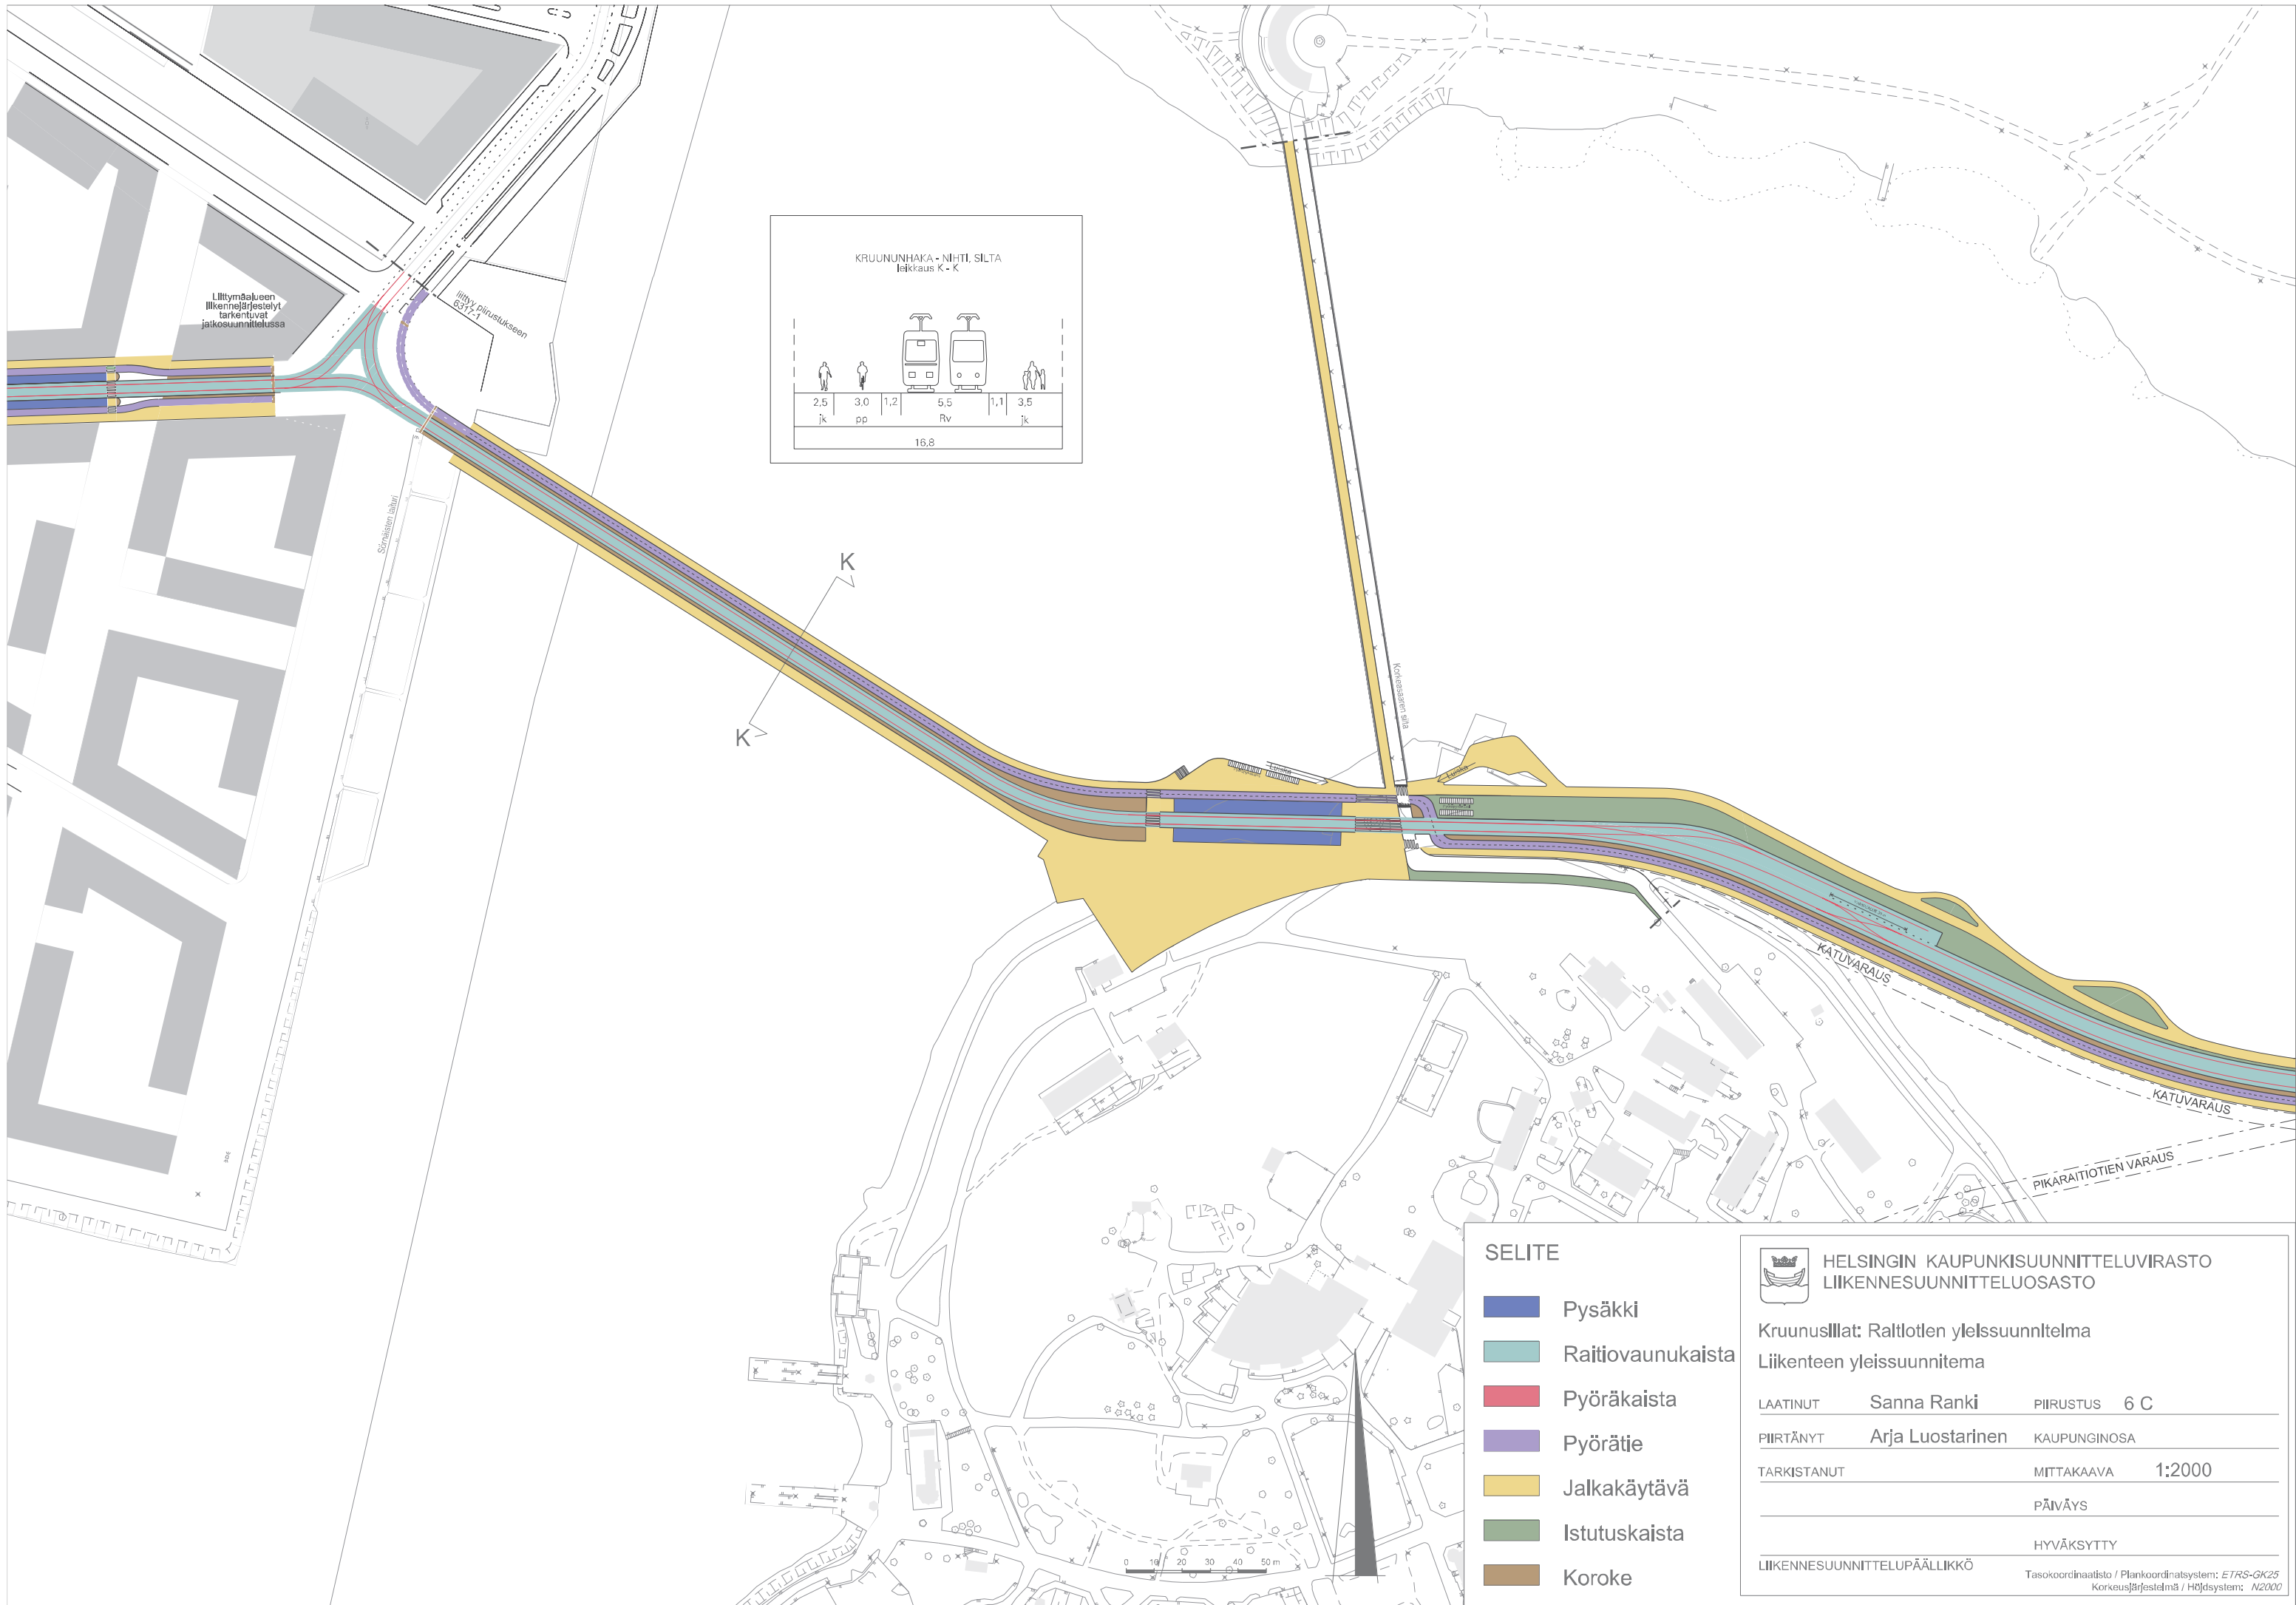 Liittymäalueen
liikennejärjestelyt
tarkentuvat
jatkosuunnittelussa
liittyy piirustukseen
6317-1
KRUUNUNHAKA - NIHTI, SILTA
leikkaus K - K
2,5 3,0 1,2 5,5 1,1 3,5
jk pp Rv jk
16,8
Sörnäisten laituri
K
K
Korkeasaaren silta
Luiska
Luiska
KATUVARAUS
KATUVARAUS
PIKARAITIOTIEN VARAUS
0 10 20 30 40 50 m
SELITE
Pysäkki
Raitiovaunukaista
Pyöräkaista
Pyörätie
Jalkakäytävä
Istutuskaista
Koroke
HELSINGIN KAUPUNKISUUNNITTELUVIRASTO
LIIKENNESUUNNITTELUOSASTO
Kruunusillat: Raitiotien yleissuunnitelma
Liikenteen yleissuunnitema
LAATINUT Sanna Ranki PIIRUSTUS 6 C
PIIRTÄNYT Arja Luostarinen KAUPUNGINOSA
TARKISTANUT MITTAKAAVA 1:2000
PÄIVÄYS
HYVÄKSYTTY
LIIKENNESUUNNITTELUPÄÄLLIKKÖ
Tasokoordinaatisto / Plankoordinatsystem: ETRS-GK25
Korkeusjärjestelmä / Höjdsystem: N2000